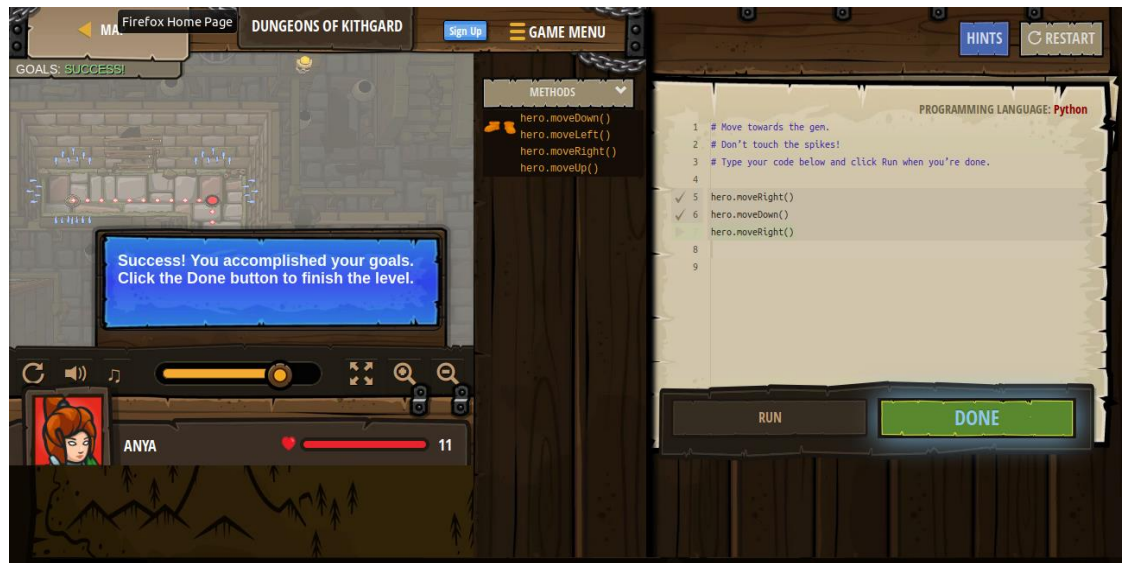 Firefox Home Page
DUNGEONS OF KITHGARD
Sign Up
GAME MENU
HINTS
RESTART
GOALS: SUCCESS!
METHODS
hero.moveDown()
hero.moveLeft()
hero.moveRight()
hero.moveUp()
PROGRAMMING LANGUAGE: Python
1 # Move towards the gem.
2 # Don't touch the spikes!
3 # Type your code below and click Run when you're done.
4
5 hero.moveRight()
6 hero.moveDown()
hero.moveRight()
8
9
Success! You accomplished your goals.
Click the Done button to finish the level.
RUN
DONE
ANYA
11